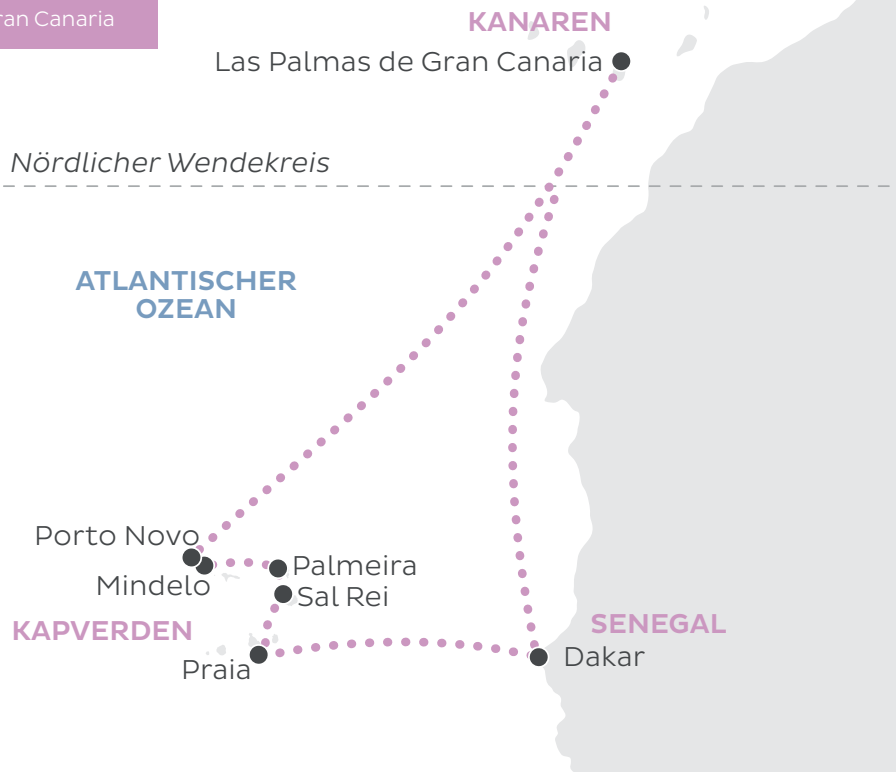 ran Canaria
KANAREN
Las Palmas de Gran Canaria
Nördlicher Wendekreis
ATLANTISCHER
OZEAN
Porto Novo
Mindelo
Palmeira
Sal Rei
KAPVERDEN
SENEGAL
Praia
Dakar